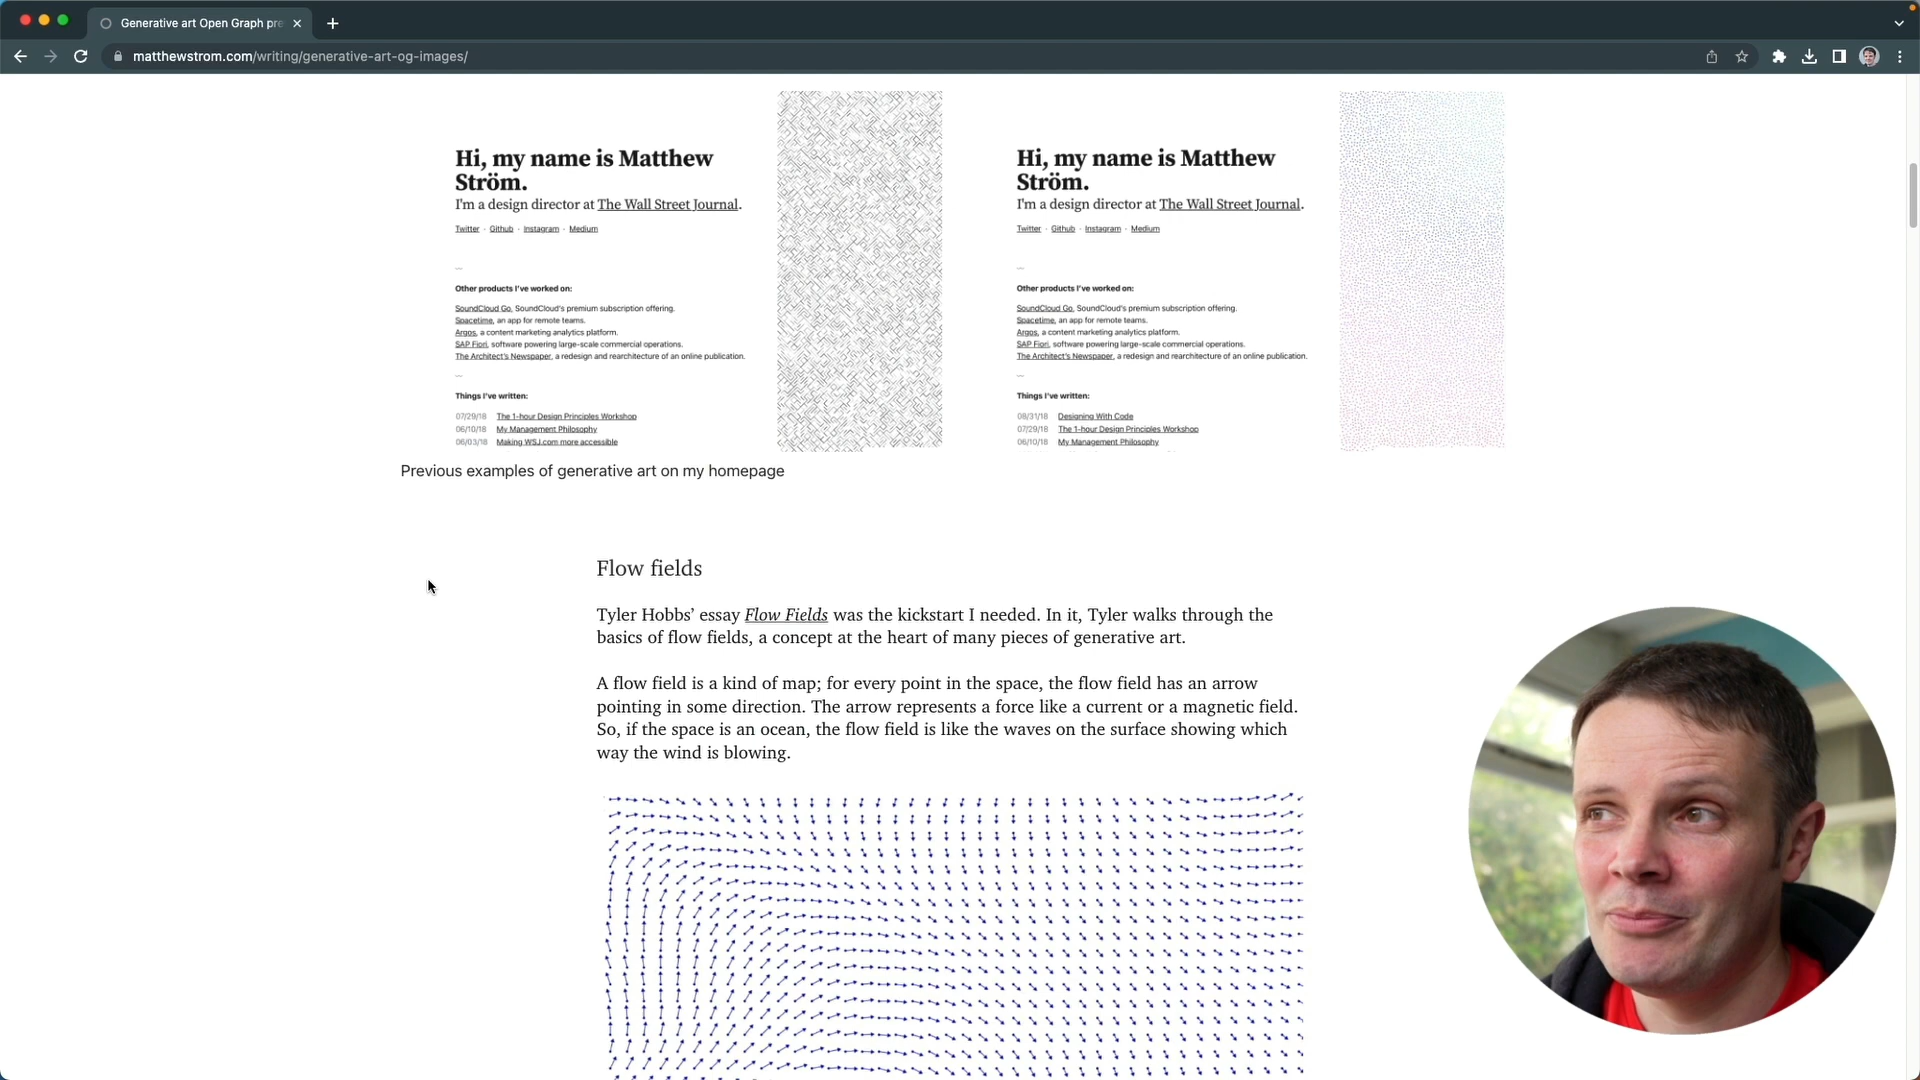 Generative art Open Graph pre
matthewstrom.com/writing/generative-art-og-images/
Hi, my name is Matthew
Ström.
I'm a design director at The Wall Street Journal.
Twitter · Github · Instagram · Medium
Other products I've worked on:
SoundCloud Go, SoundCloud's premium subscription offering.
Spacetime, an app for remote teams.
Argos, a content marketing analytics platform.
SAP Fiori, software powering large-scale commercial operations.
The Architect's Newspaper, a redesign and rearchitecture of an online publication.
Things I've written:
07/29/18 The 1-hour Design Principles Workshop
06/10/18 My Management Philosophy
06/03/18 Making WSJ.com more accessible
Hi, my name is Matthew
Ström.
I'm a design director at The Wall Street Journal.
Twitter · Github · Instagram · Medium
Other products I've worked on:
SoundCloud Go, SoundCloud's premium subscription offering.
Spacetime, an app for remote teams.
Argos, a content marketing analytics platform.
SAP Fiori, software powering large-scale commercial operations.
The Architect's Newspaper, a redesign and rearchitecture of an online publication.
Things I've written:
08/31/18 Designing With Code
07/29/18 The 1-hour Design Principles Workshop
06/10/18 My Management Philosophy
Previous examples of generative art on my homepage
Flow fields
Tyler Hobbs’ essay Flow Fields was the kickstart I needed. In it, Tyler walks through the
basics of flow fields, a concept at the heart of many pieces of generative art.
A flow field is a kind of map; for every point in the space, the flow field has an arrow
pointing in some direction. The arrow represents a force like a current or a magnetic field.
So, if the space is an ocean, the flow field is like the waves on the surface showing which
way the wind is blowing.